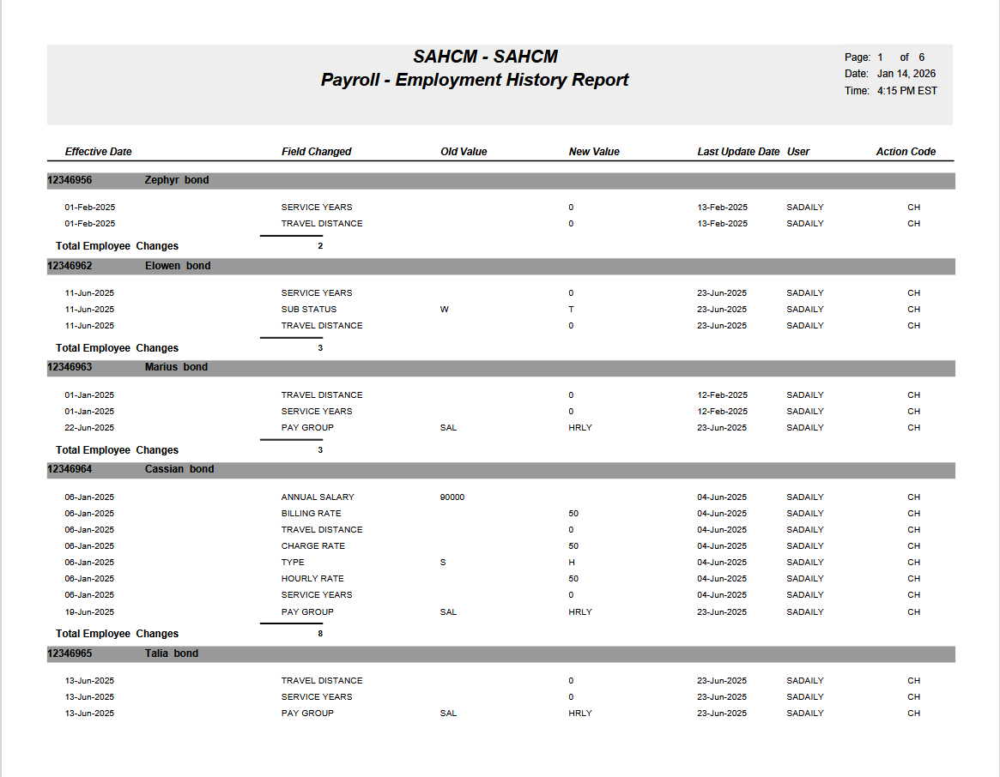 SAHCM - SAHCM
Payroll - Employment History Report
Page: 1 of 6
Date: Jan 14, 2026
Time: 4:15 PM EST
Effective Date Field Changed Old Value New Value Last Update Date User Action Code
12346956 Zephyr bond
01-Feb-2025 SERVICE YEARS 0 13-Feb-2025 SADAILY CH
01-Feb-2025 TRAVEL DISTANCE 0 13-Feb-2025 SADAILY CH
Total Employee Changes 2
12346962 Elowen bond
11-Jun-2025 SERVICE YEARS 0 23-Jun-2025 SADAILY CH
11-Jun-2025 SUB STATUS W T 23-Jun-2025 SADAILY CH
11-Jun-2025 TRAVEL DISTANCE 0 23-Jun-2025 SADAILY CH
Total Employee Changes 3
12346963 Marius bond
01-Jan-2025 TRAVEL DISTANCE 0 12-Feb-2025 SADAILY CH
01-Jan-2025 SERVICE YEARS 0 12-Feb-2025 SADAILY CH
22-Jun-2025 PAY GROUP SAL HRLY 23-Jun-2025 SADAILY CH
Total Employee Changes 3
12346964 Cassian bond
06-Jan-2025 ANNUAL SALARY 90000 04-Jun-2025 SADAILY CH
06-Jan-2025 BILLING RATE 50 04-Jun-2025 SADAILY CH
06-Jan-2025 TRAVEL DISTANCE 0 04-Jun-2025 SADAILY CH
06-Jan-2025 CHARGE RATE 50 04-Jun-2025 SADAILY CH
06-Jan-2025 TYPE S H 04-Jun-2025 SADAILY CH
06-Jan-2025 HOURLY RATE 50 04-Jun-2025 SADAILY CH
06-Jan-2025 SERVICE YEARS 0 04-Jun-2025 SADAILY CH
19-Jun-2025 PAY GROUP SAL HRLY 23-Jun-2025 SADAILY CH
Total Employee Changes 8
12346965 Talia bond
13-Jun-2025 TRAVEL DISTANCE 0 23-Jun-2025 SADAILY CH
13-Jun-2025 SERVICE YEARS 0 23-Jun-2025 SADAILY CH
13-Jun-2025 PAY GROUP SAL HRLY 23-Jun-2025 SADAILY CH